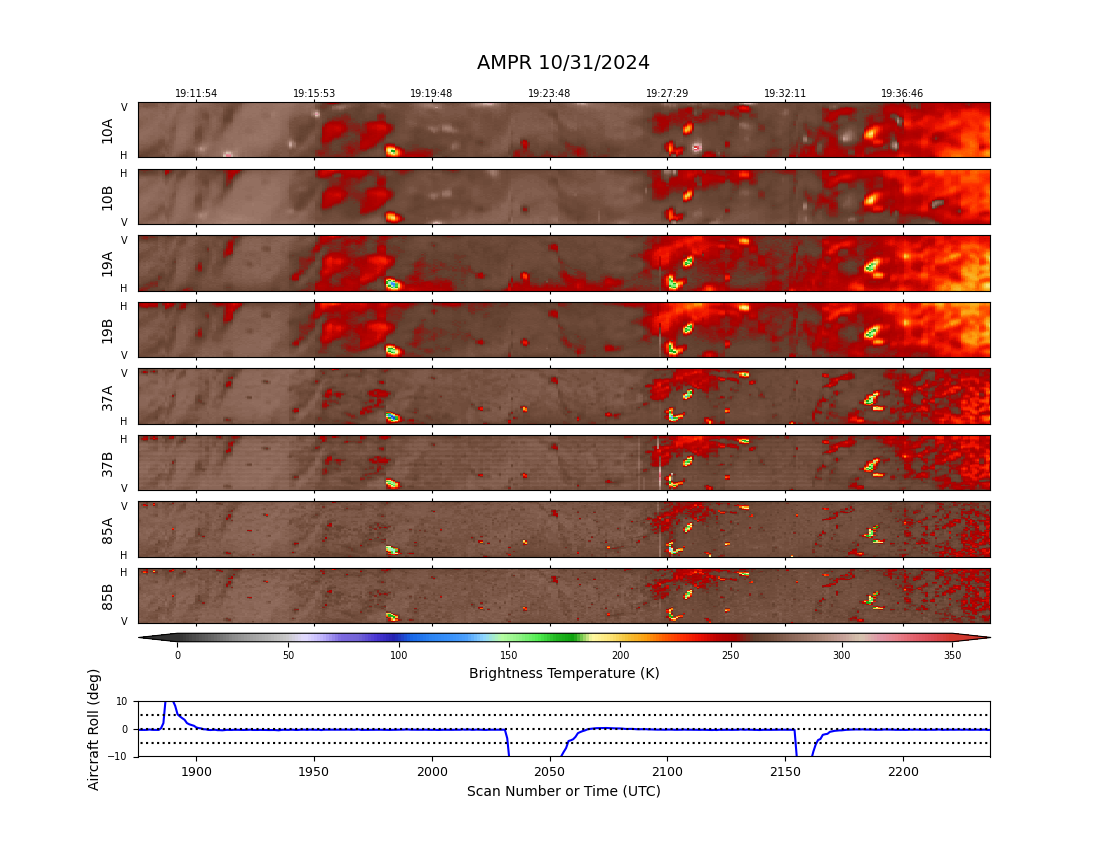 AMPR 10/31/2024
19:11:54 19:15:53 19:19:48 19:23:48 19:27:29 19:32:11 19:36:46
V
10A
H
H
10B
V
V
19A
H
H
19B
V
V
37A
H
H
37B
V
V
85A
H
H
85B
V
0 50 100 150 200 250 300 350
Brightness Temperature (K)
Aircraft Roll (deg)
10
0
−10
1900 1950 2000 2050 2100 2150 2200
Scan Number or Time (UTC)